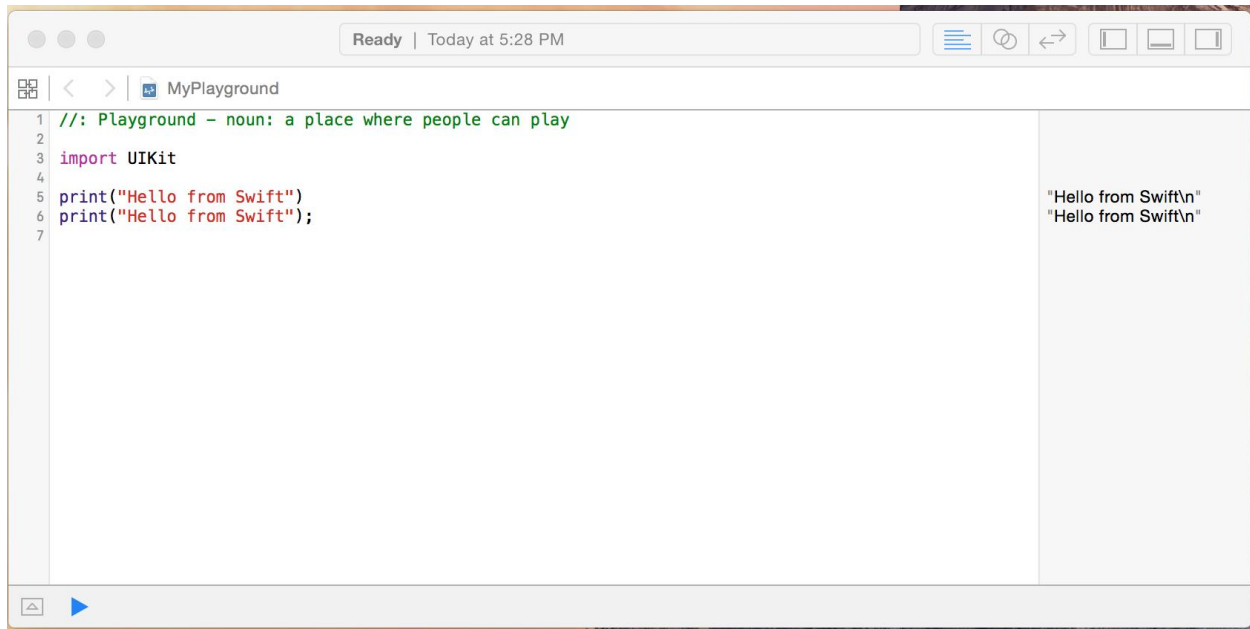 Ready | Today at 5:28 PM
MyPlayground
1 //: Playground – noun: a place where people can play
2
3 import UIKit
4
5 print("Hello from Swift") "Hello from Swift\n"
6 print("Hello from Swift"); "Hello from Swift\n"
7